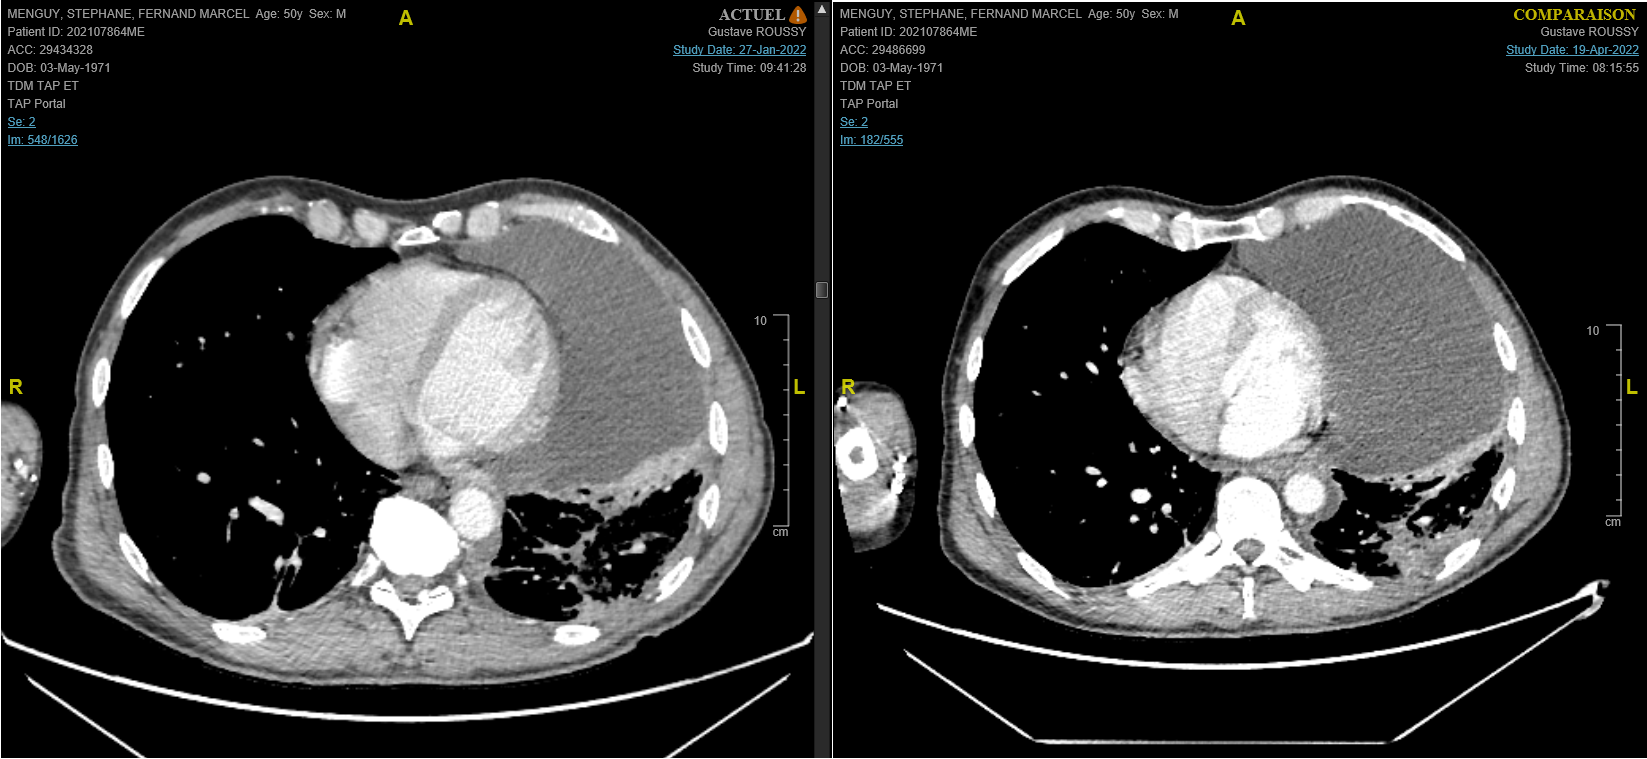 MENGUY, STEPHANE, FERNAND MARCEL Age: 50y Sex: M
Patient ID: 202107864ME
ACC: 29434328
DOB: 03-May-1971
TDM TAP ET
TAP Portal
Se: 2
Im: 548/1626
A
ACTUEL
Gustave ROUSSY
Study Date: 27-Jan-2022
Study Time: 09:41:28
R
10
L
cm
MENGUY, STEPHANE, FERNAND MARCEL Age: 50y Sex: M
Patient ID: 202107864ME
ACC: 29486699
DOB: 03-May-1971
TDM TAP ET
TAP Portal
Se: 2
Im: 182/555
A
COMPARAISON
Gustave ROUSSY
Study Date: 19-Apr-2022
Study Time: 08:15:55
R
10
L
cm